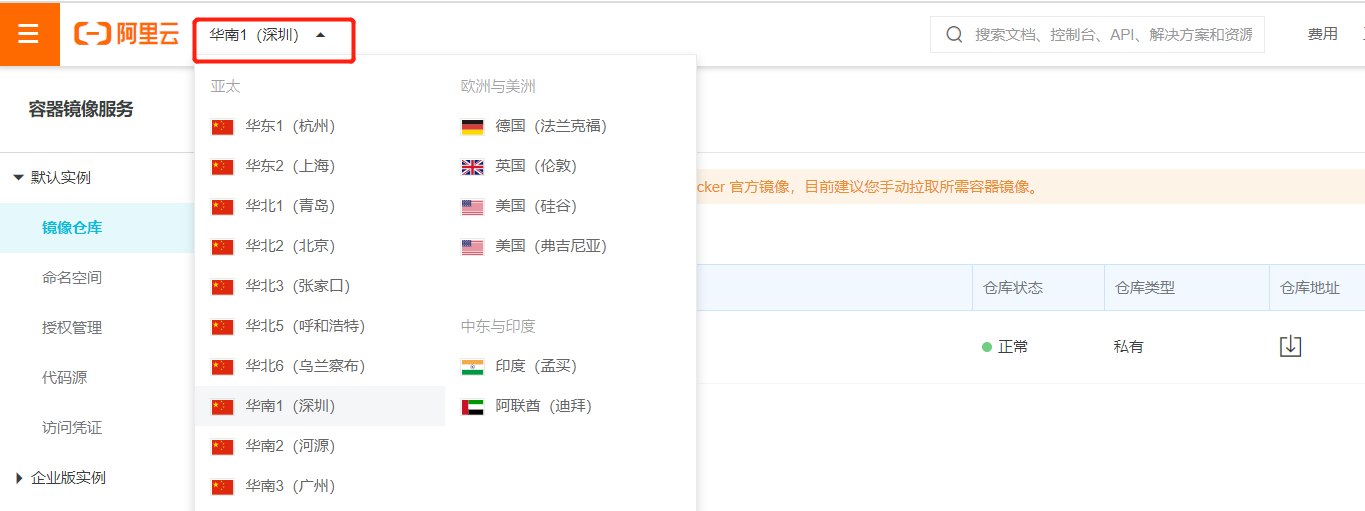 阿里云
华南1（深圳）
搜索文档、控制台、API、解决方案和资源
费用
容器镜像服务
默认实例
镜像仓库
命名空间
授权管理
代码源
访问凭证
企业版实例
亚太
华东1（杭州）
华东2（上海）
华北1（青岛）
华北2（北京）
华北3（张家口）
华北5（呼和浩特）
华北6（乌兰察布）
华南1（深圳）
华南2（河源）
华南3（广州）
欧洲与美洲
德国（法兰克福）
英国（伦敦）
美国（硅谷）
美国（弗吉尼亚）
中东与印度
印度（孟买）
阿联酋（迪拜）
cker 官方镜像，目前建议您手动拉取所需容器镜像。
仓库状态
仓库类型
仓库地址
正常
私有